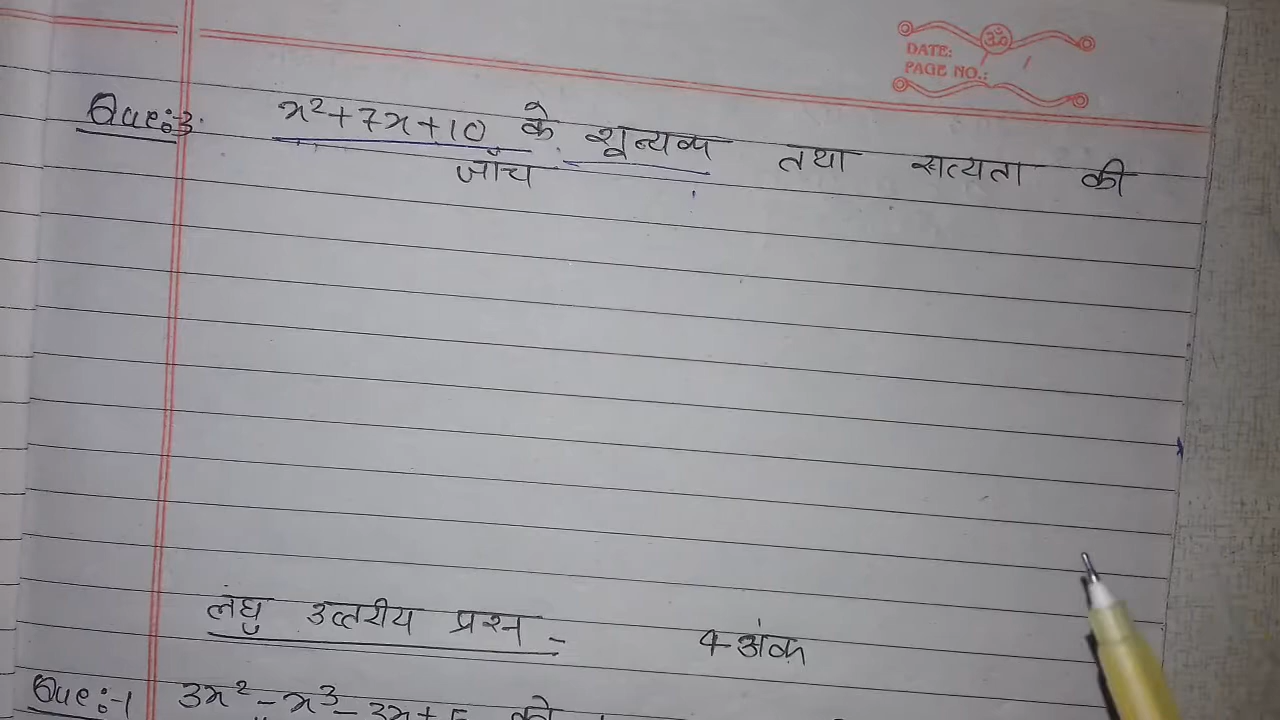 ॐ
DATE:
PAGE NO.:
Que:-3. x²+7x+10 के शून्यव्प तथा सत्यता की
जाँच
लघु उत्तरीय प्रश्न - 4-अंक
Que:-1 3x²-x³-3x+5 को